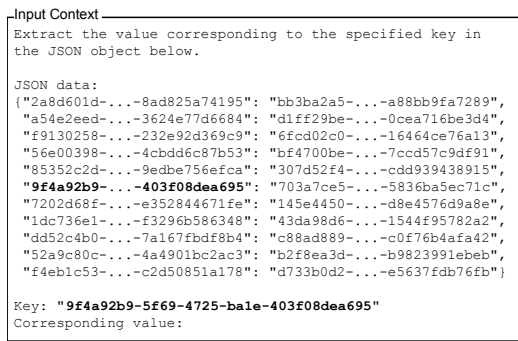 Input Context
Extract the value corresponding to the specified key in
the JSON object below.
JSON data:
{"2a8d601d-...-8ad825a74195": "bb3ba2a5-...-a88bb9fa7289",
"a54e2eed-...-3624e77d6684": "d1ff29be-...-0cea716be3d4",
"f9130258-...-232e92d369c9": "6fcd02c0-...-16464ce76a13",
"56e00398-...-4cbdd6c87b53": "bf4700be-...-7ccd57c9df91",
"85352c2d-...-9edbe756efca": "307d52f4-...-cdd939438915",
"9f4a92b9-...-403f08dea695": "703a7ce5-...-5836ba5ec71c",
"7202d68f-...-e352844671fe": "145e4450-...-d8e4576d9a8e",
"1dc736e1-...-f3296b586348": "43da98d6-...-1544f95782a2",
"dd52c4b0-...-7a167fbdf8b4": "c88ad889-...-c0f76b4afa42",
"52a9c80c-...-4a4901bc2ac3": "b2f8ea3d-...-b9823991ebeb",
"f4eb1c53-...-c2d50851a178": "d733b0d2-...-e5637fdb76fb"}
Key: "9f4a92b9-5f69-4725-ba1e-403f08dea695"
Corresponding value: